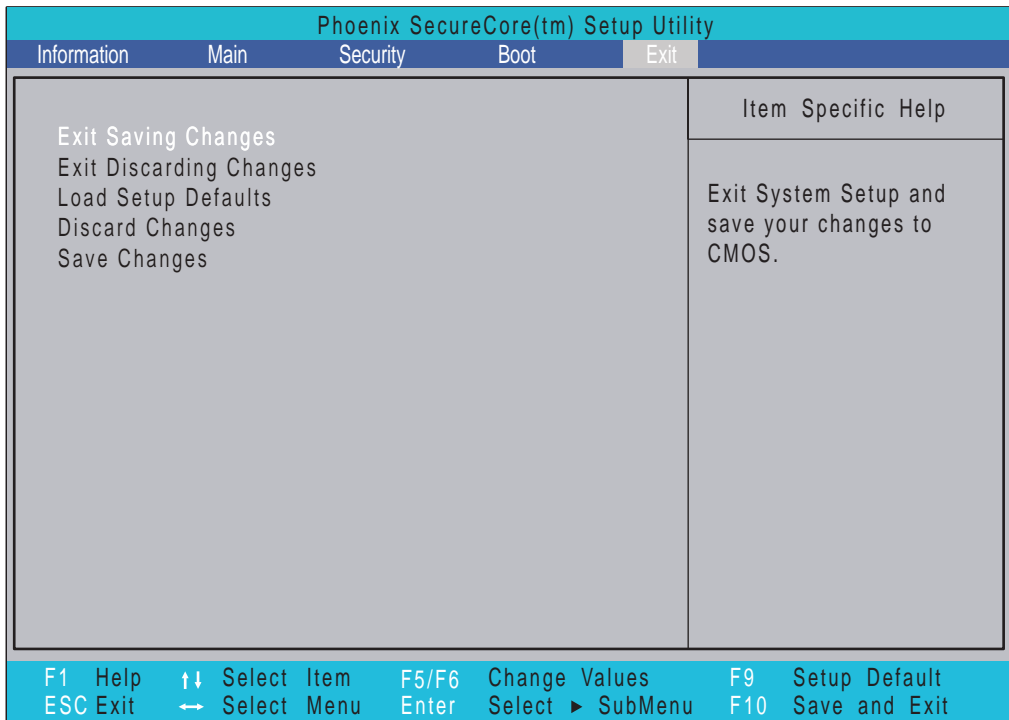 Phoenix SecureCore(tm) Setup Utility
Information Main Security Boot Exit
Item Specific Help
Exit Saving Changes
Exit Discarding Changes
Load Setup Defaults
Discard Changes
Save Changes
Exit System Setup and
save your changes to
CMOS.
F1 Help ↑↓ Select Item F5/F6 Change Values F9 Setup Default
ESC Exit ↔ Select Menu Enter Select ► SubMenu F10 Save and Exit